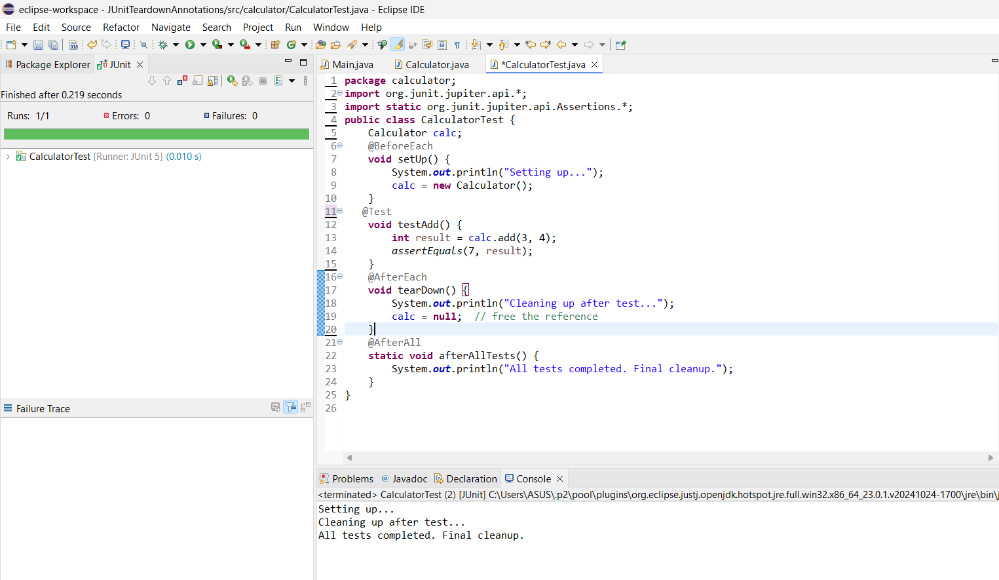 eclipse-workspace - JUnitTeardownAnnotations/src/calculator/CalculatorTest.java - Eclipse IDE
File Edit Source Refactor Navigate Search Project Run Window Help
Package Explorer JUnit
Finished after 0.219 seconds
Runs: 1/1 Errors: 0 Failures: 0
CalculatorTest [Runner: JUnit 5] (0.010 s)
Failure Trace
Main.java Calculator.java *CalculatorTest.java
1 package calculator;
2 import org.junit.jupiter.api.*;
3 import static org.junit.jupiter.api.Assertions.*;
4 public class CalculatorTest {
5     Calculator calc;
6     @BeforeEach
7     void setUp() {
8         System.out.println("Setting up...");
9         calc = new Calculator();
10     }
11    @Test
12     void testAdd() {
13         int result = calc.add(3, 4);
14         assertEquals(7, result);
15     }
16     @AfterEach
17     void tearDown() {
18         System.out.println("Cleaning up after test...");
19         calc = null;  // free the reference
20     }
21     @AfterAll
22     static void afterAllTests() {
23         System.out.println("All tests completed. Final cleanup.");
24     }
25 }
26
Problems @ Javadoc Declaration Console
<terminated> CalculatorTest (2) [JUnit] C:\Users\ASUS\.p2\pool\plugins\org.eclipse.justj.openjdk.hotspot.jre.full.win32.x86_64_23.0.1.v20241024-1700\jre\bin\j
Setting up...
Cleaning up after test...
All tests completed. Final cleanup.